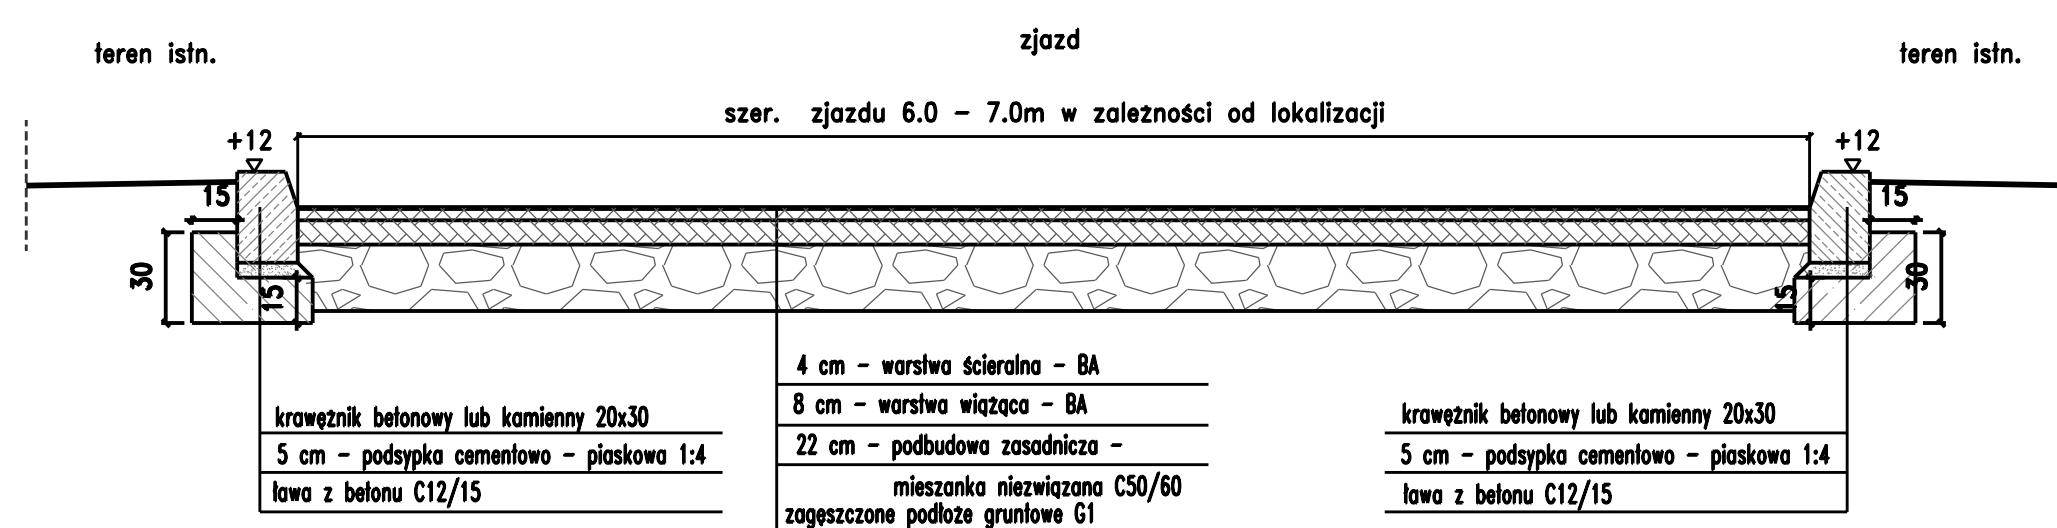 zjazd
teren istn.
teren istn.
szer. zjazdu 6.0 - 7.0m w zależności od lokalizacji
+12
+12
15
15
30
15
15
30
4 cm - warstwa ścieralna - BA
8 cm - warstwa wiążąca - BA
22 cm - podbudowa zasadnicza -
mieszanka niezwiązana C50/60
zagęszczone podłoże gruntowe G1
krawężnik betonowy lub kamienny 20x30
5 cm - podsypka cementowo - piaskowa 1:4
ława z betonu C12/15
krawężnik betonowy lub kamienny 20x30
5 cm - podsypka cementowo - piaskowa 1:4
ława z betonu C12/15